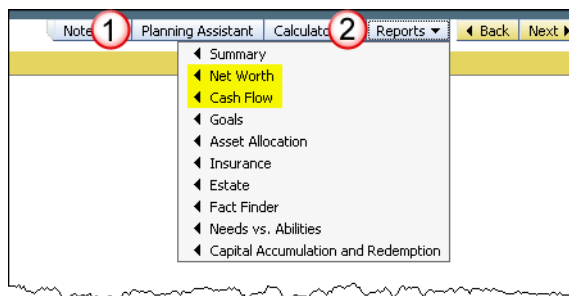 Note 1 Planning Assistant Calculato 2 Reports ▼ ◀ Back Next ▶
◀ Summary
◀ Net Worth
◀ Cash Flow
◀ Goals
◀ Asset Allocation
◀ Insurance
◀ Estate
◀ Fact Finder
◀ Needs vs. Abilities
◀ Capital Accumulation and Redemption